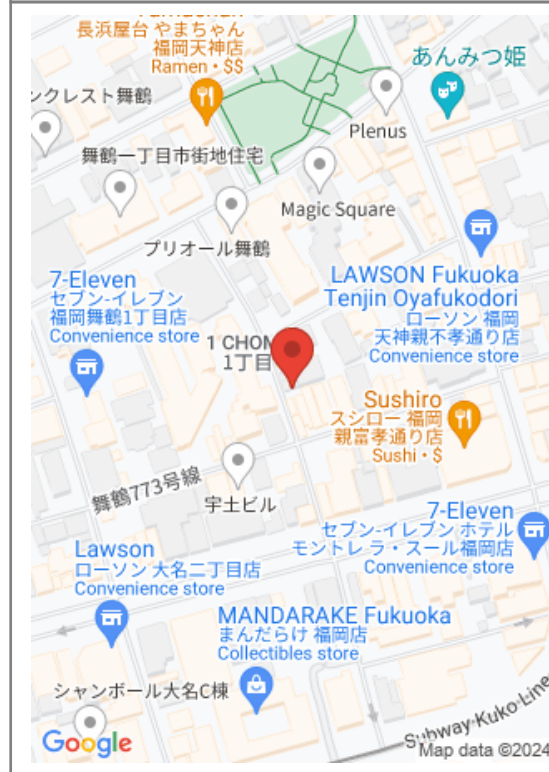 長浜屋台 やまちゃん
福岡天神店
Ramen・$$
あんみつ姫
ンクレスト舞鶴
Plenus
舞鶴一丁目市街地住宅
Magic Square
プリオール舞鶴
7-Eleven
セブン-イレブン
福岡舞鶴1丁目店
Convenience store
LAWSON Fukuoka
Tenjin Oyafukodori
ローソン 福岡
天神親不孝通り店
Convenience store
1 CHOM
1丁目
Sushiro
スシロー 福岡
親富孝通り店
Sushi・$
舞鶴773号線
宇土ビル
7-Eleven
セブン-イレブン ホテル
モントレ ラ・スール福岡店
Convenience store
Lawson
ローソン 大名二丁目店
Convenience store
MANDARAKE Fukuoka
まんだらけ 福岡店
Collectibles store
シャンボール大名C棟
Subway-Kuko-Line
Google
Map data ©2024